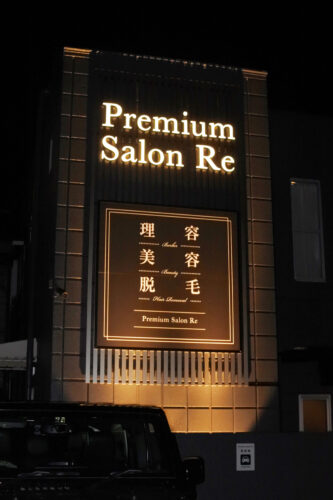 Premium
Salon Re
理容
Barber
美容
Beauty
脱毛
Hair Removal
Premium Salon Re